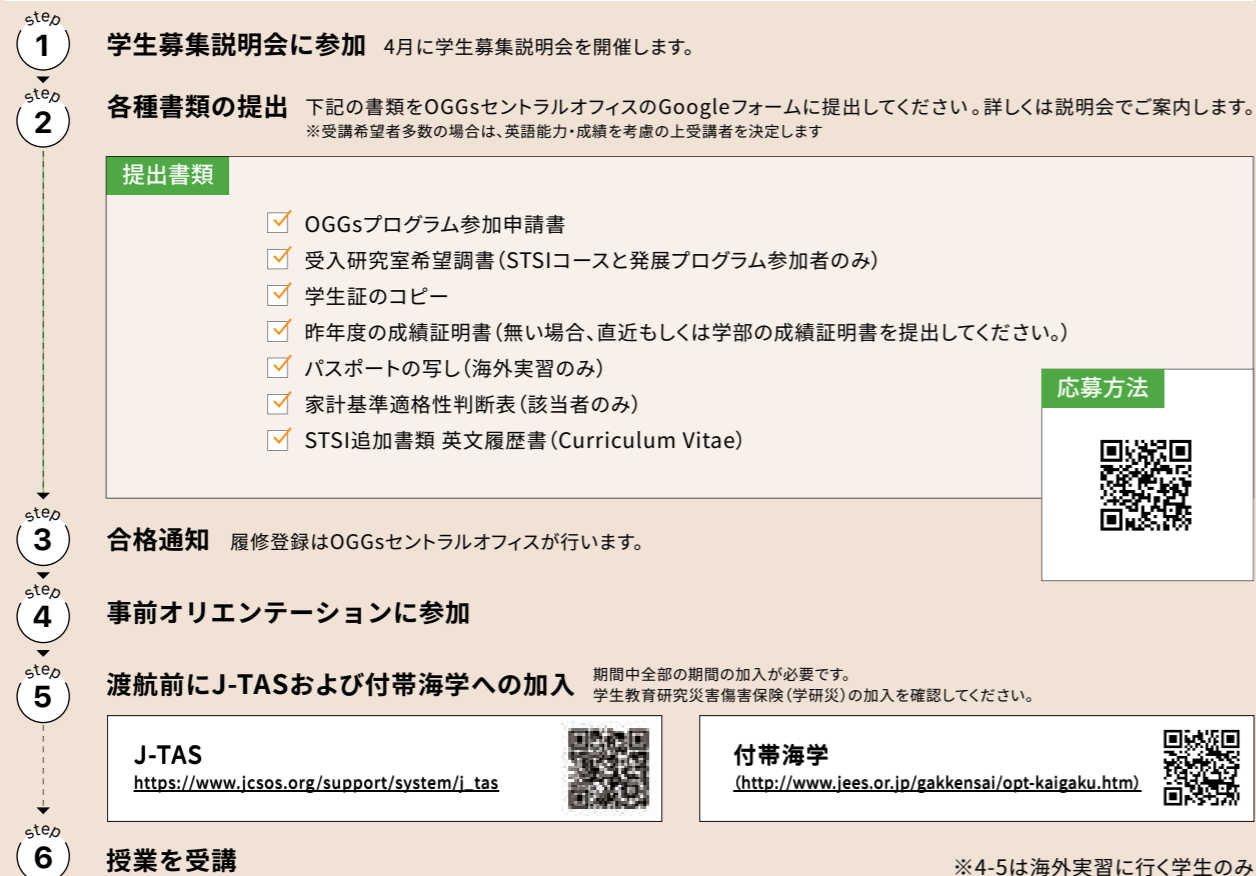 step
1
学生募集説明会に参加 4月に学生募集説明会を開催します。
step
2
各種書類の提出 下記の書類をOGGsセントラルオフィスのGoogleフォームに提出してください。詳しくは説明会でご案内します。
※受講希望者多数の場合は、英語能力・成績を考慮の上受講者を決定します
提出書類
OGGsプログラム参加申請書
受入研究室希望調書(STSIコースと発展プログラム参加者のみ)
学生証のコピー
昨年度の成績証明書(無い場合、直近もしくは学部の成績証明書を提出してください。)
パスポートの写し(海外実習のみ)
家計基準適格性判断表(該当者のみ)
STSI追加書類 英文履歴書(Curriculum Vitae)
応募方法
step
3
合格通知 履修登録はOGGsセントラルオフィスが行います。
step
4
事前オリエンテーションに参加
step
5
渡航前にJ-TASおよび付帯海学への加入
期間中全部の期間の加入が必要です。
学生教育研究災害傷害保険(学研災)の加入を確認してください。
J-TAS
https://www.jcsos.org/support/system/j_tas
付帯海学
(http://www.jees.or.jp/gakkensai/opt-kaigaku.htm)
step
6
授業を受講
※4-5は海外実習に行く学生のみ